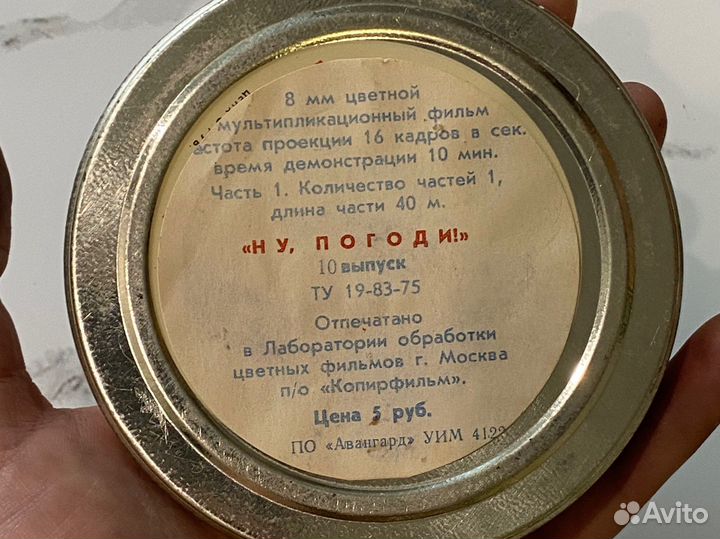 8 мм цветной
мультипликационный фильм
астота проекции 16 кадров в сек.
время демонстрации 10 мин.
Часть 1. Количество частей 1,
длина части 40 м.
«НУ, ПОГОДИ!»
10 выпуск
ТУ 19-83-75
Отпечатано
в Лаборатории обработки
цветных фильмов г. Москва
п/о «Копирфильм».
Цена 5 руб.
ПО «Авангард» УИМ 4122
Avito